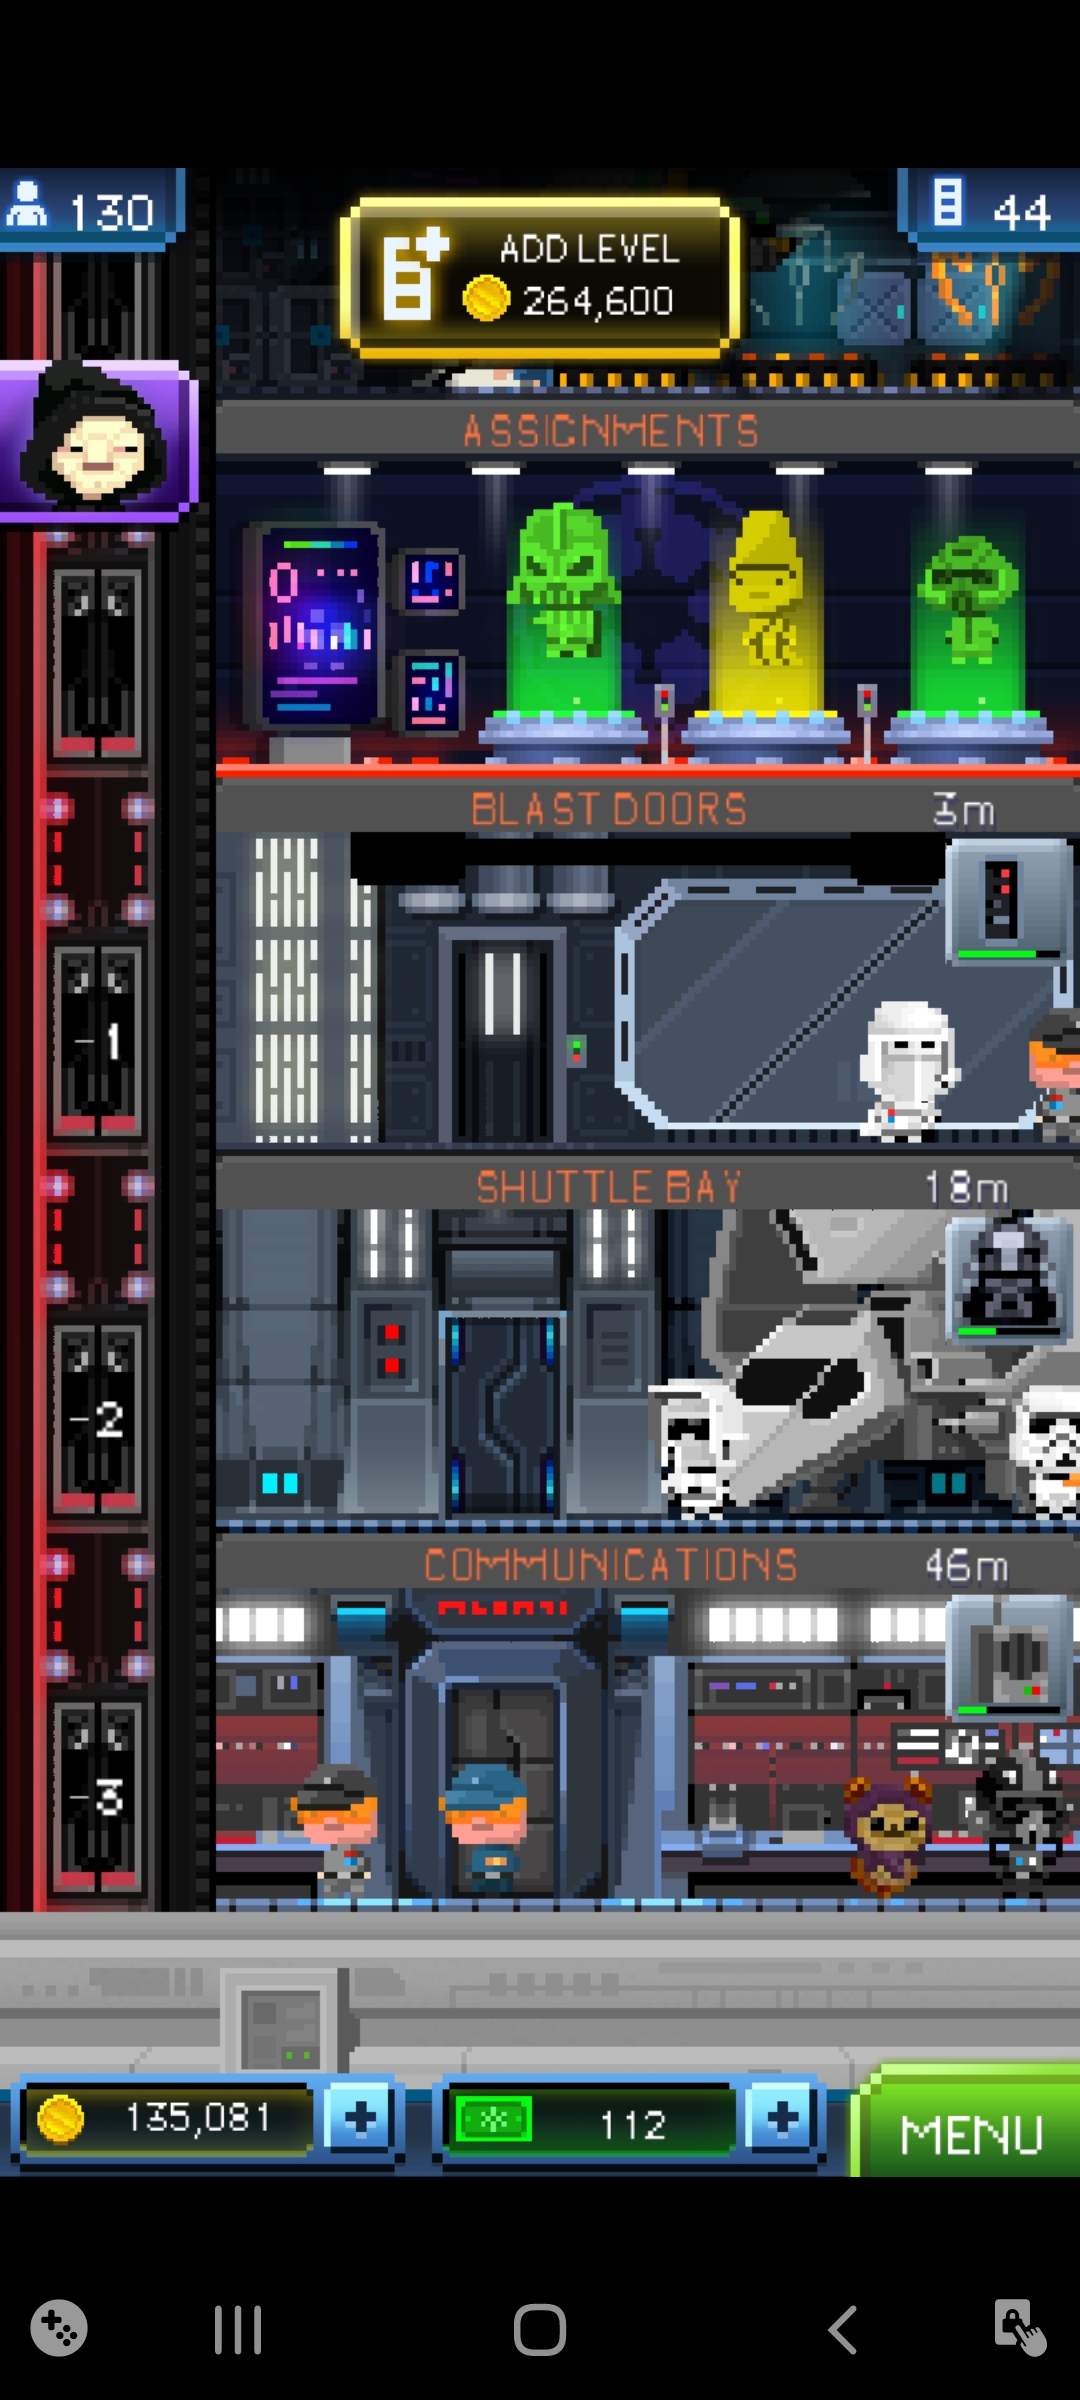 130
ADD LEVEL
264,600
44
ASSIGNMENTS
BLAST DOORS 3m
-1
SHUTTLE BAY 18m
-2
COMMUNICATIONS 46m
-3
135,081
112
MENU